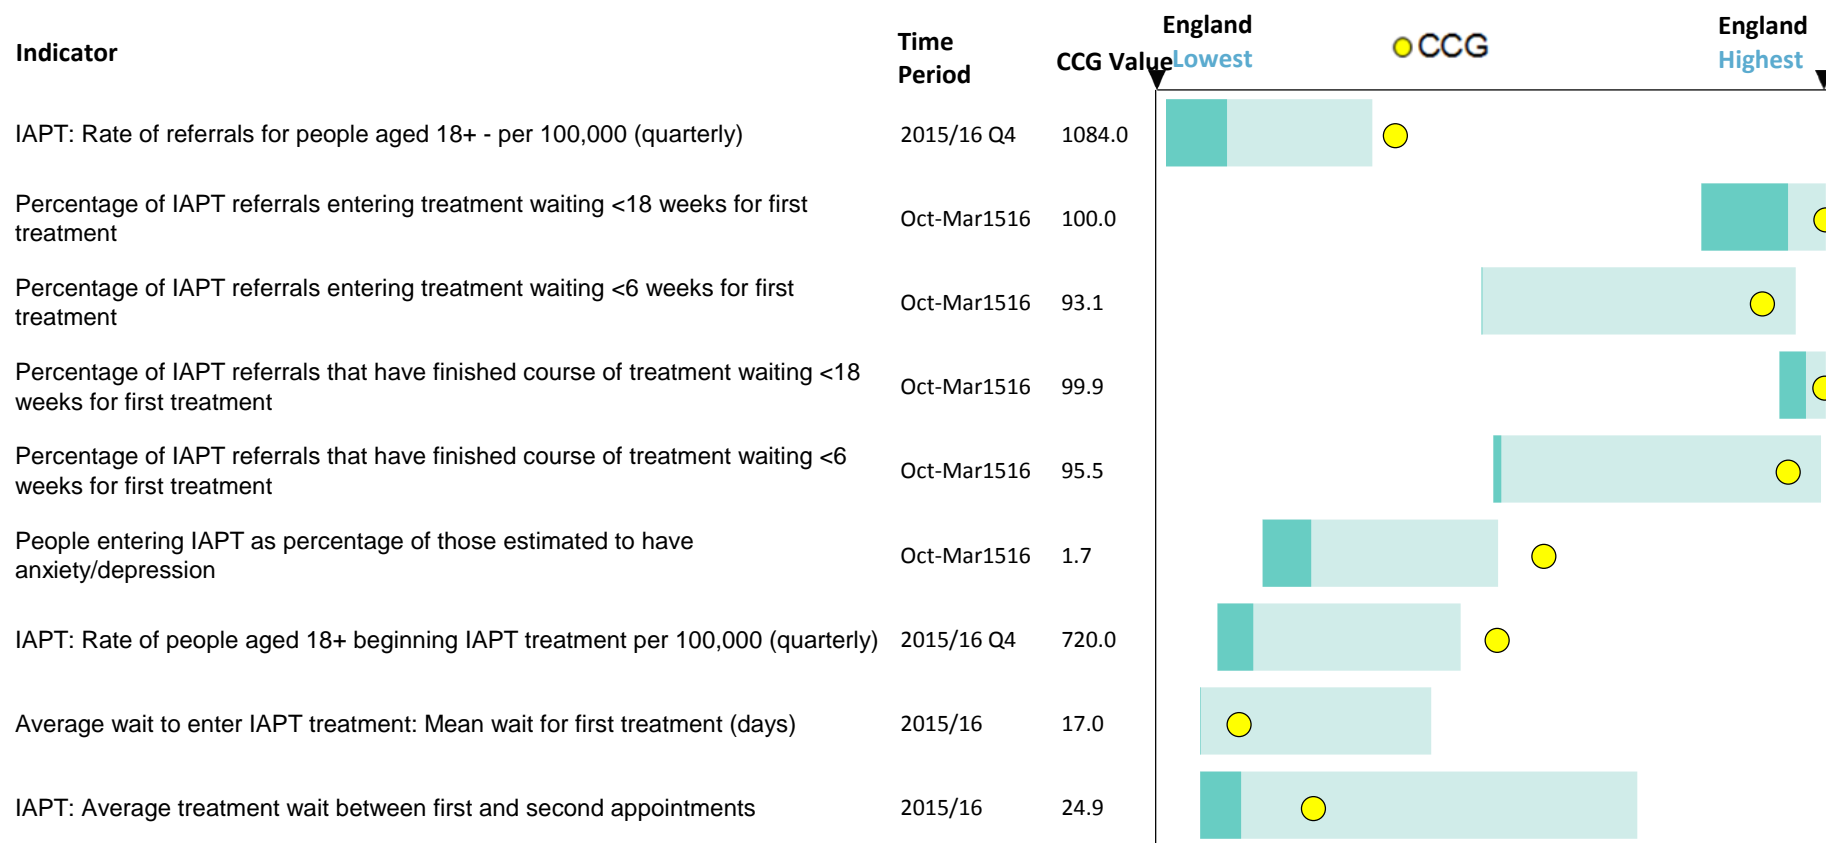 Indicator
Time
Period
CCG Value
England
Lowest
CCG
England
Highest
IAPT: Rate of referrals for people aged 18+ - per 100,000 (quarterly) 2015/16 Q4 1084.0
Percentage of IAPT referrals entering treatment waiting <18 weeks for first
treatment
Oct-Mar1516 100.0
Percentage of IAPT referrals entering treatment waiting <6 weeks for first
treatment
Oct-Mar1516 93.1
Percentage of IAPT referrals that have finished course of treatment waiting <18
weeks for first treatment
Oct-Mar1516 99.9
Percentage of IAPT referrals that have finished course of treatment waiting <6
weeks for first treatment
Oct-Mar1516 95.5
People entering IAPT as percentage of those estimated to have
anxiety/depression
Oct-Mar1516 1.7
IAPT: Rate of people aged 18+ beginning IAPT treatment per 100,000 (quarterly) 2015/16 Q4 720.0
Average wait to enter IAPT treatment: Mean wait for first treatment (days) 2015/16 17.0
IAPT: Average treatment wait between first and second appointments 2015/16 24.9